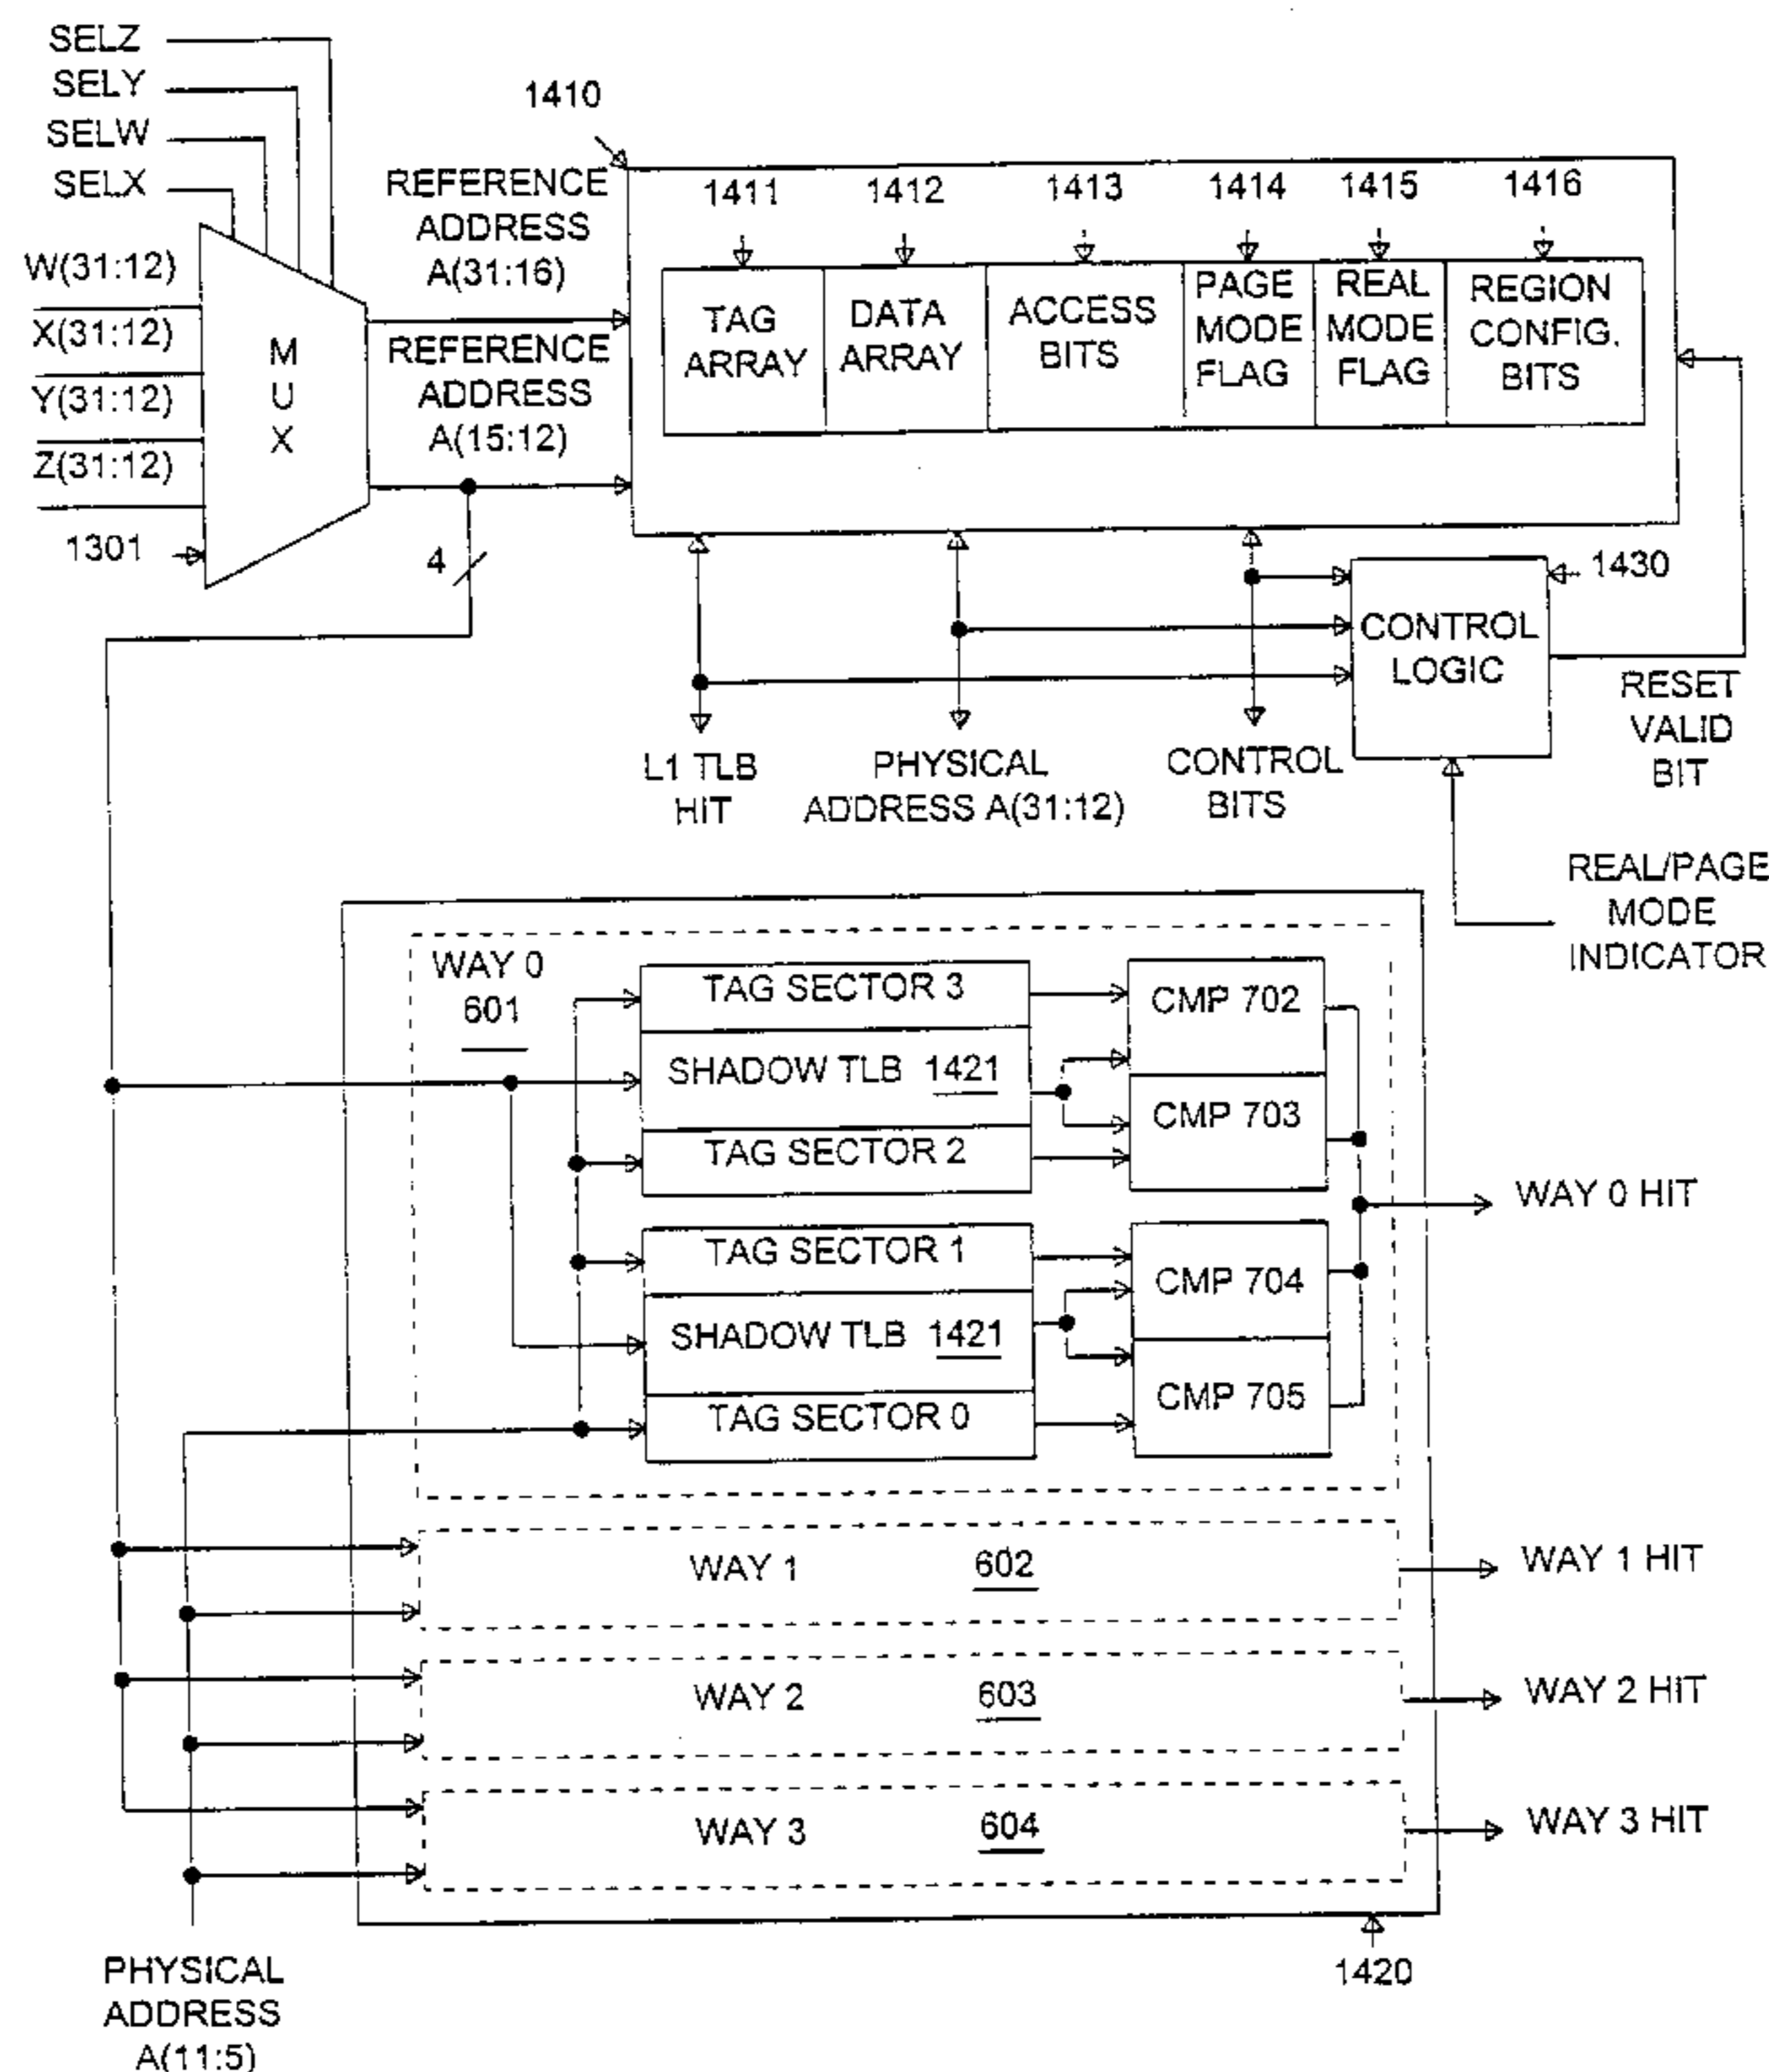 SELZ
SELY
SELW
SELX
W(31:12)
X(31:12)
Y(31:12)
Z(31:12)
1301
M
U
X
4
REFERENCE
ADDRESS
A(31:16)
REFERENCE
ADDRESS
A(15:12)
1410
1411
1412
1413
1414
1415
1416
TAG
ARRAY
DATA
ARRAY
ACCESS
BITS
PAGE
MODE
FLAG
REAL
MODE
FLAG
REGION
CONFIG.
BITS
1430
CONTROL
LOGIC
RESET
VALID
BIT
L1 TLB
HIT
PHYSICAL
ADDRESS A(31:12)
CONTROL
BITS
REAL/PAGE
MODE
INDICATOR
WAY 0
601
TAG SECTOR 3
SHADOW TLB 1421
TAG SECTOR 2
TAG SECTOR 1
SHADOW TLB 1421
TAG SECTOR 0
CMP 702
CMP 703
CMP 704
CMP 705
WAY 0 HIT
WAY 1 602
WAY 1 HIT
WAY 2 603
WAY 2 HIT
WAY 3 604
WAY 3 HIT
1420
PHYSICAL
ADDRESS
A(11:5)